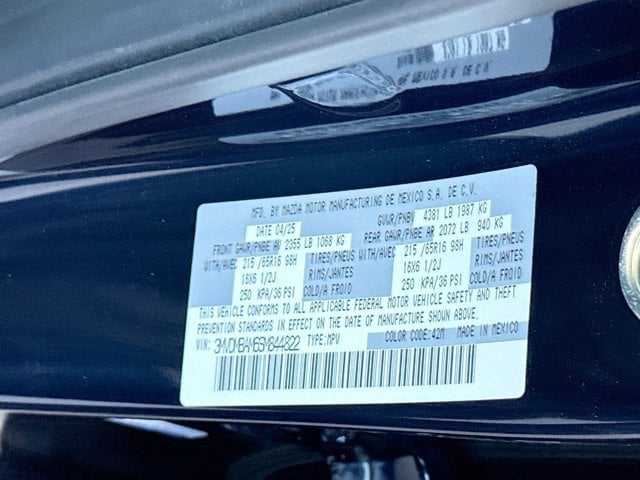 MFD. BY MAZDA MOTOR MANUFACTURING DE MEXICO S.A. DE C.V.
DATE 04/25 GVWR/PNBV 4381 LB 1987 KG
FRONT GAWR/PNBE AV 2355 LB 1068 KG REAR GAWR/PNBE AR 2072 LB 940 KG
WITH/AVEC 215 /65R16 98H TIRES/PNEUS WITH/AVEC 215 /65R16 98H TIRES/PNEUS
16X6 1/2J RIMS/JANTES 16X6 1/2J RIMS/JANTES
250 KPA/36 PSI COLD/A FROID 250 KPA/36 PSI COLD/A FROID
THIS VEHICLE CONFORMS TO ALL APPLICABLE FEDERAL MOTOR VEHICLE SAFETY AND THEFT
PREVENTION STANDARDS IN EFFECT ON THE DATE OF MANUFACTURE SHOWN ABOVE.
VIN: TYPE:MPV COLOR CODE:42M MADE IN MEXICO